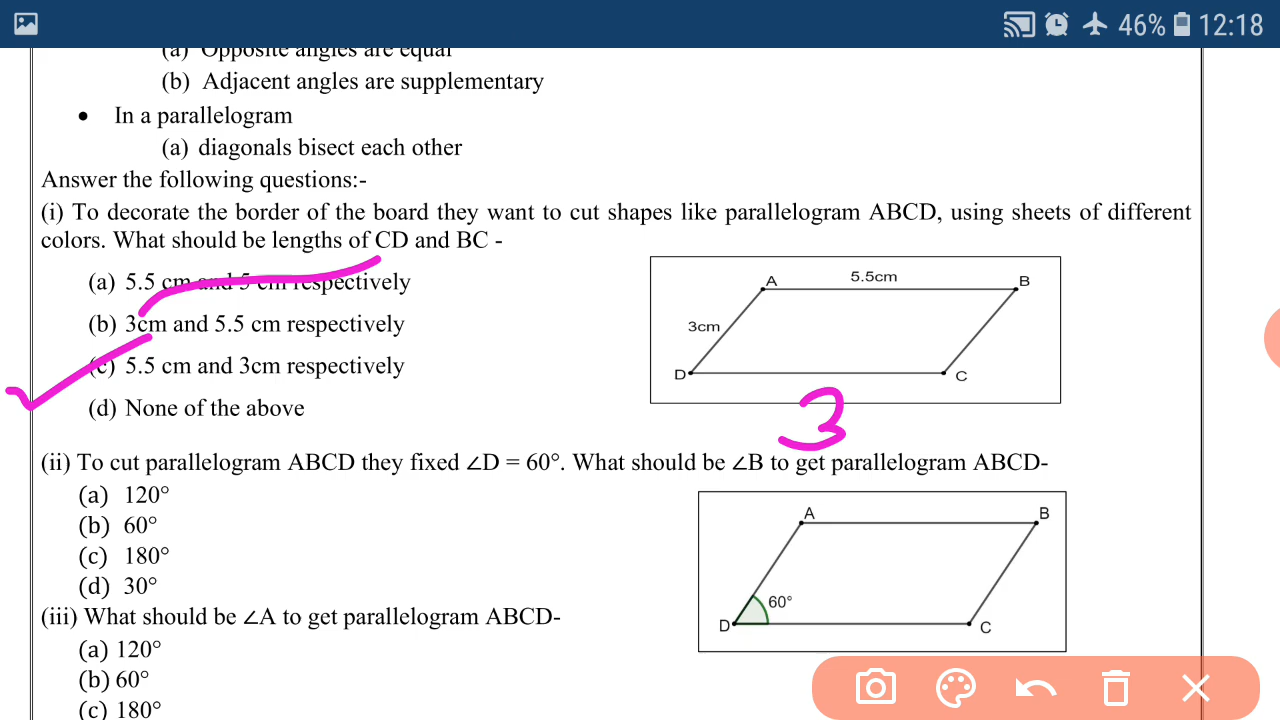 46% 12:18
(a) Opposite angles are equal
(b) Adjacent angles are supplementary
• In a parallelogram
(a) diagonals bisect each other
Answer the following questions:-
(i) To decorate the border of the board they want to cut shapes like parallelogram ABCD, using sheets of different
colors. What should be lengths of CD and BC -
(a) 5.5 cm and 5 cm respectively
(b) 3cm and 5.5 cm respectively
(c) 5.5 cm and 3cm respectively
(d) None of the above
A 5.5cm B
3cm
D C
3
(ii) To cut parallelogram ABCD they fixed ∠D = 60°. What should be ∠B to get parallelogram ABCD-
(a) 120°
(b) 60°
(c) 180°
(d) 30°
A B
60°
D C
(iii) What should be ∠A to get parallelogram ABCD-
(a) 120°
(b) 60°
(c) 180°